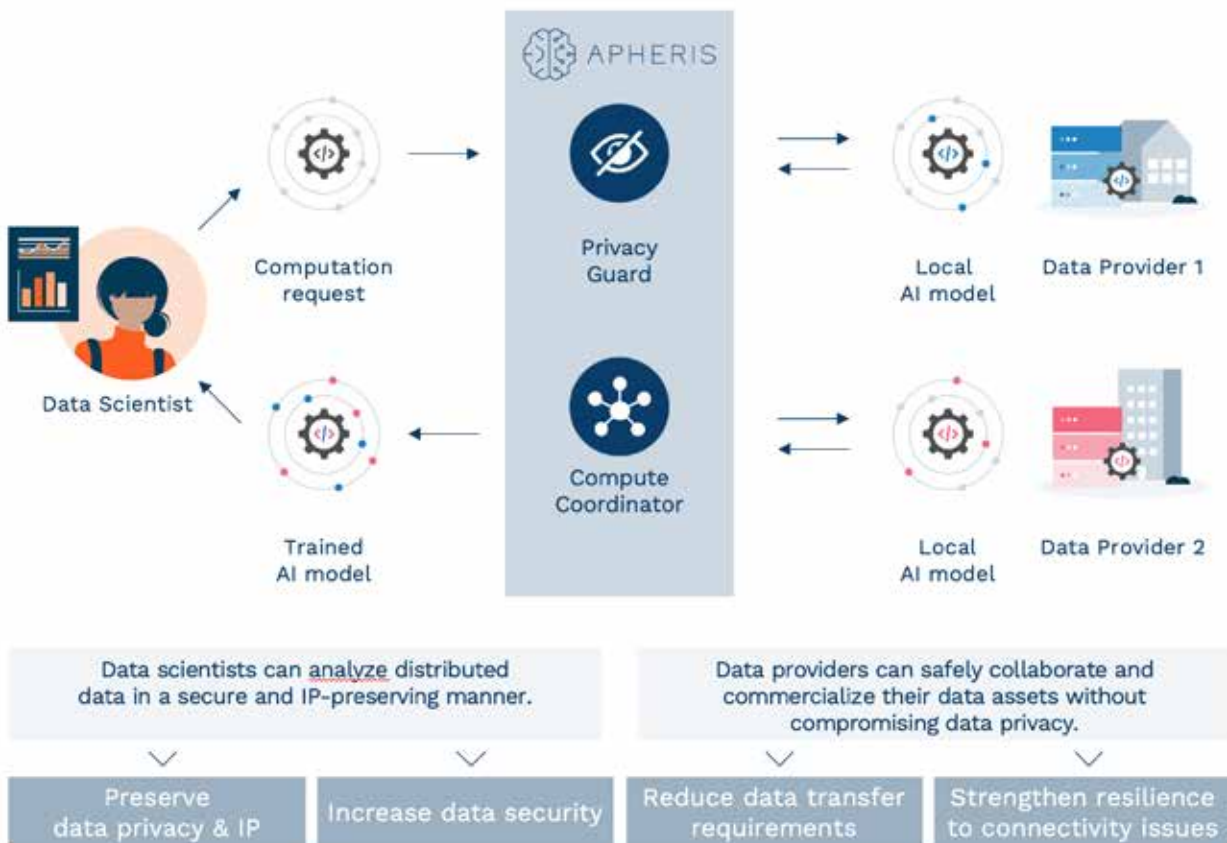 APHERIS
Privacy
Guard
Computation
request
Local
AI model
Data Provider 1
Data Scientist
Compute
Coordinator
Trained
AI model
Local
AI model
Data Provider 2
Data scientists can analyze distributed
data in a secure and IP-preserving manner.
Data providers can safely collaborate and
commercialize their data assets without
compromising data privacy.
Preserve
data privacy & IP
Increase data security
Reduce data transfer
requirements
Strengthen resilience
to connectivity issues